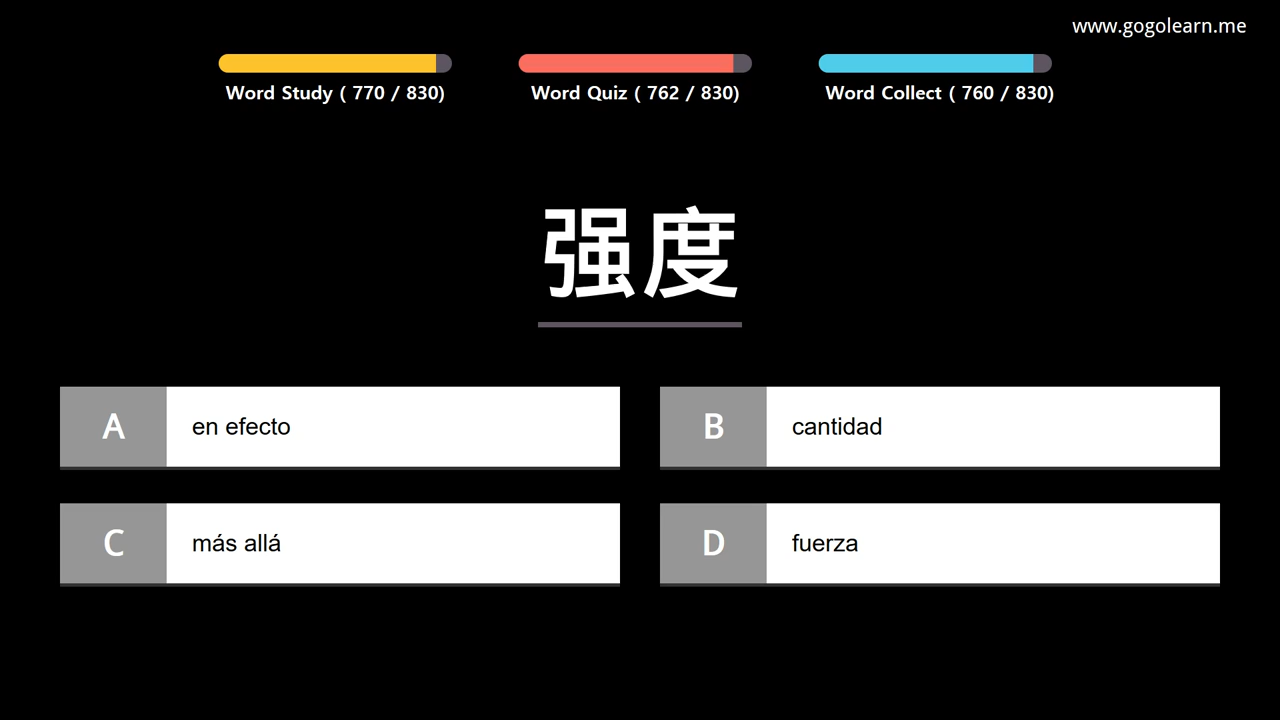 www.gogolearn.me
Word Study ( 770 / 830)
Word Quiz ( 762 / 830)
Word Collect ( 760 / 830)
强度
A en efecto
B cantidad
C más allá
D fuerza